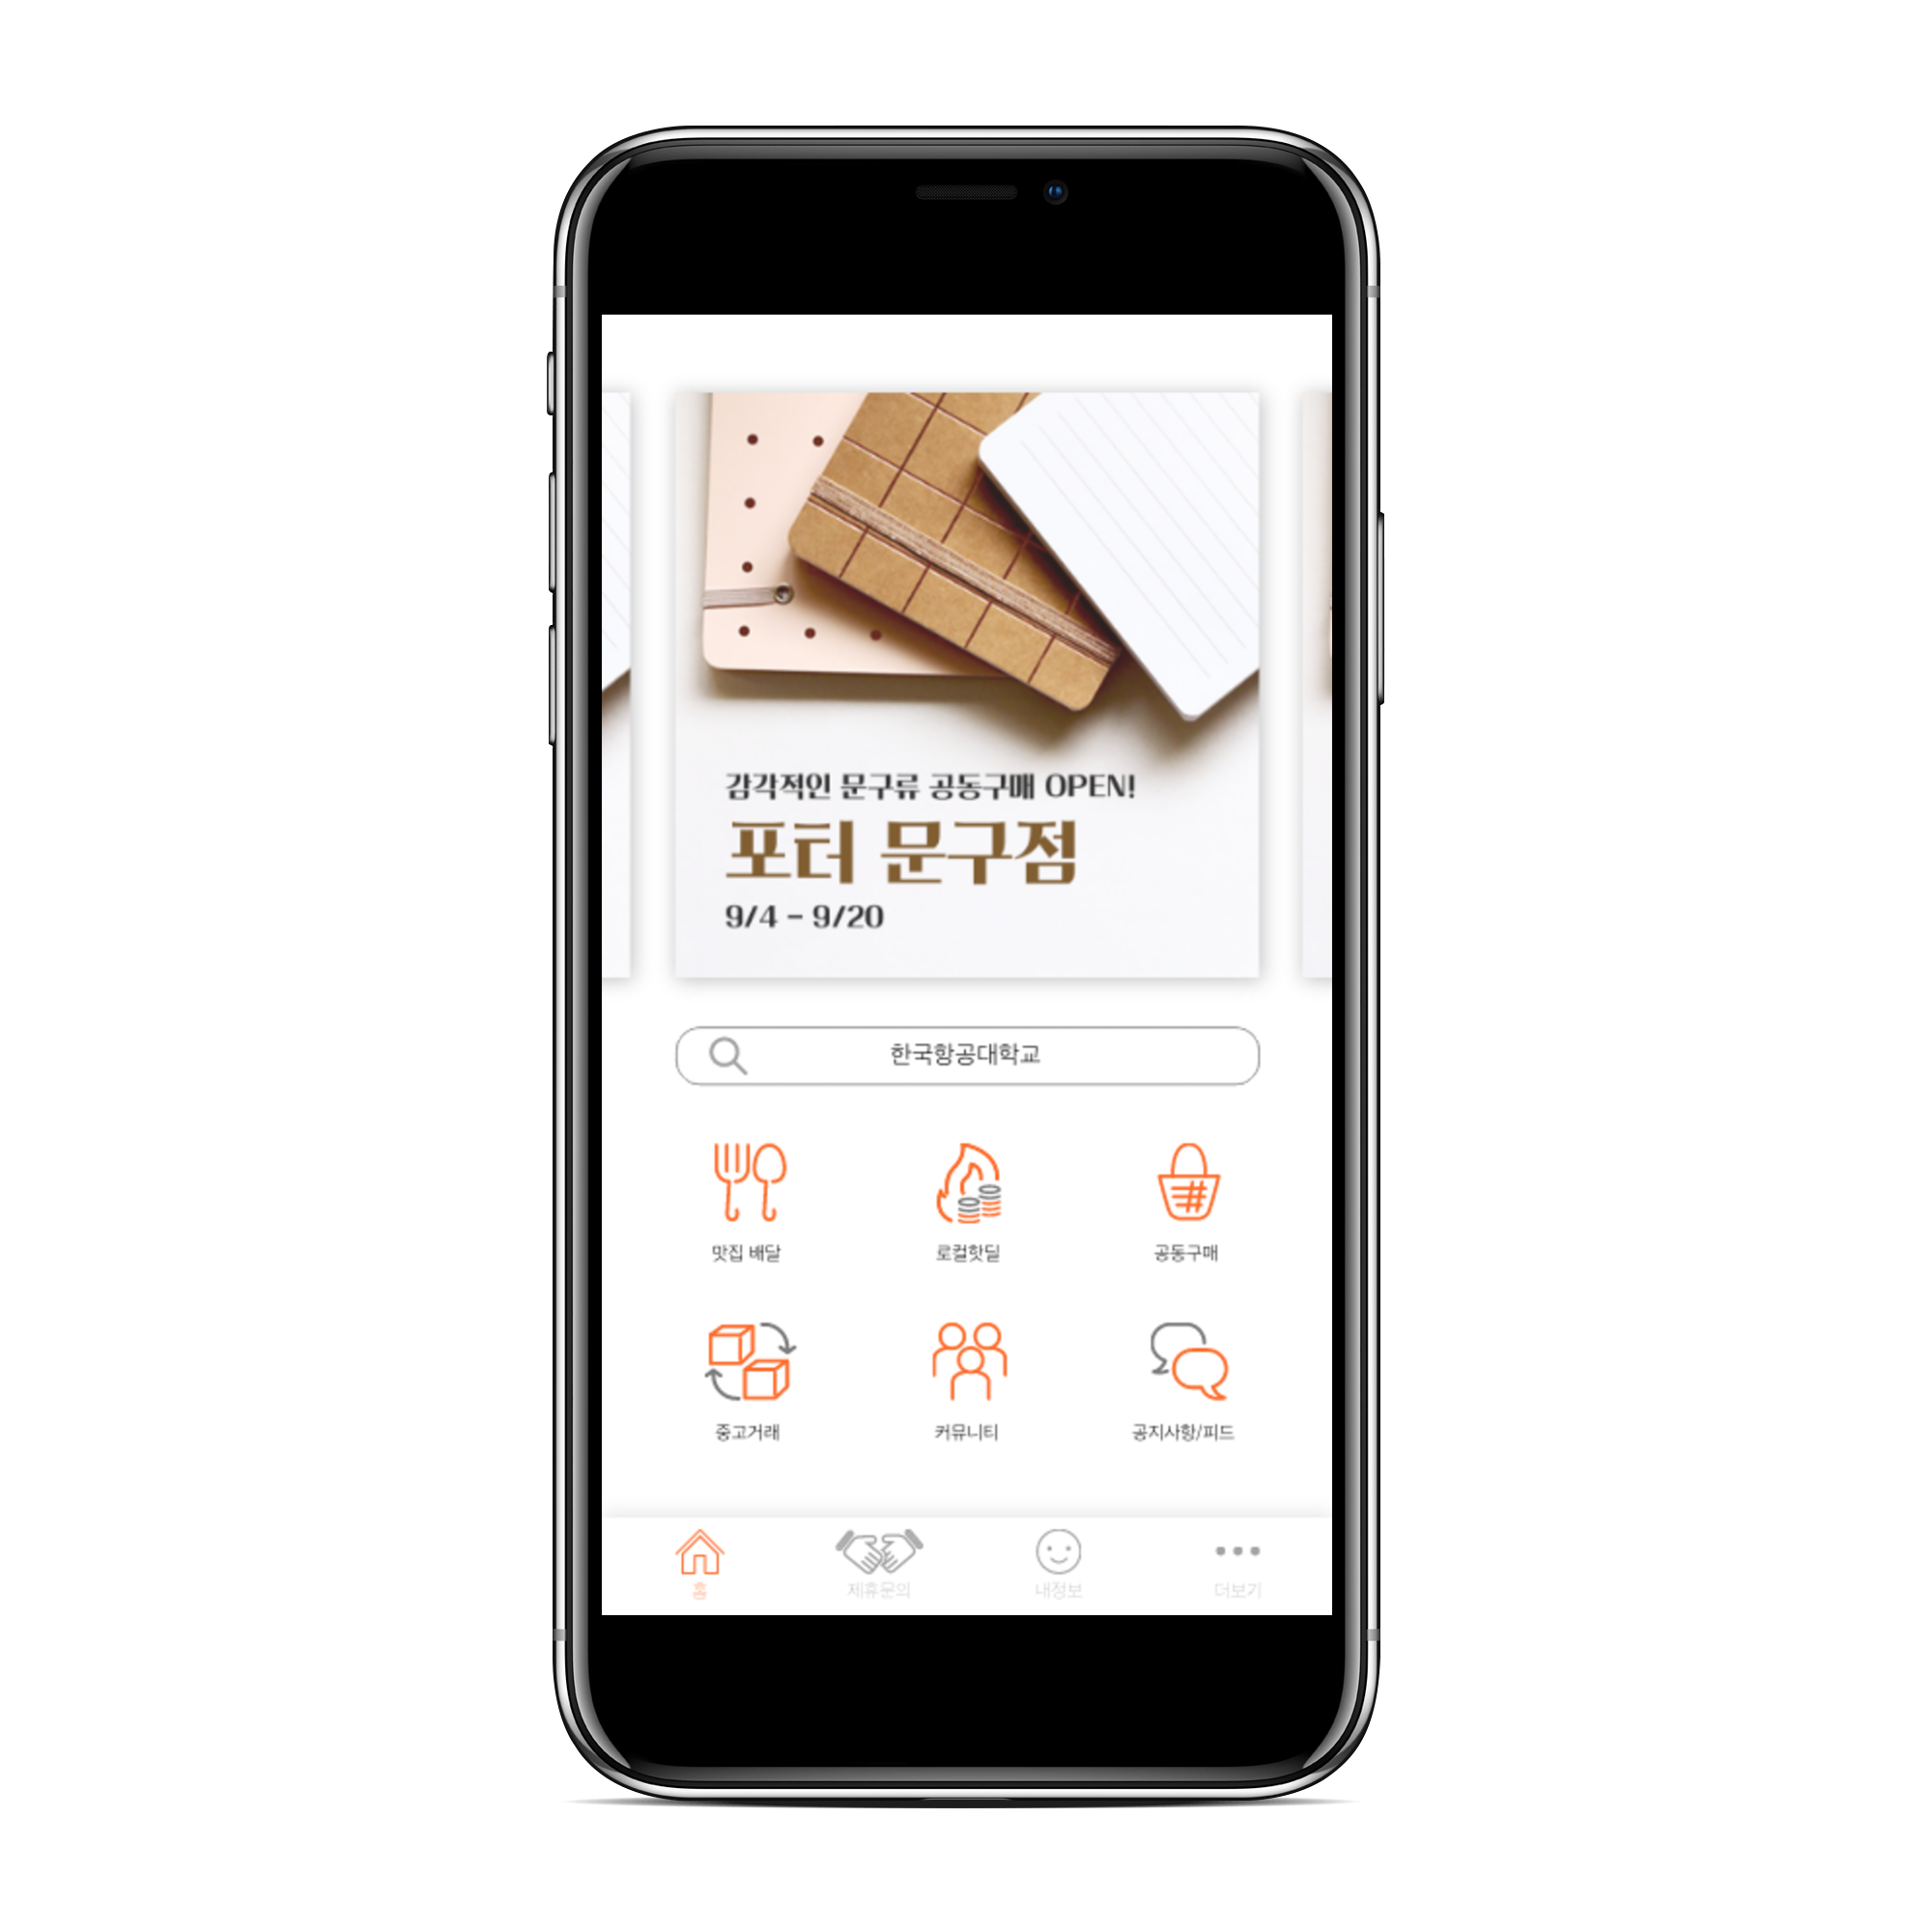 감각적인 문구류 공동구매 OPEN!
포터 문구점
9/4 - 9/20
한국항공대학교
맛집 배달
로컬핫딜
공동구매
중고거래
커뮤니티
공지사항/피드
홈
제휴문의
내정보
더보기